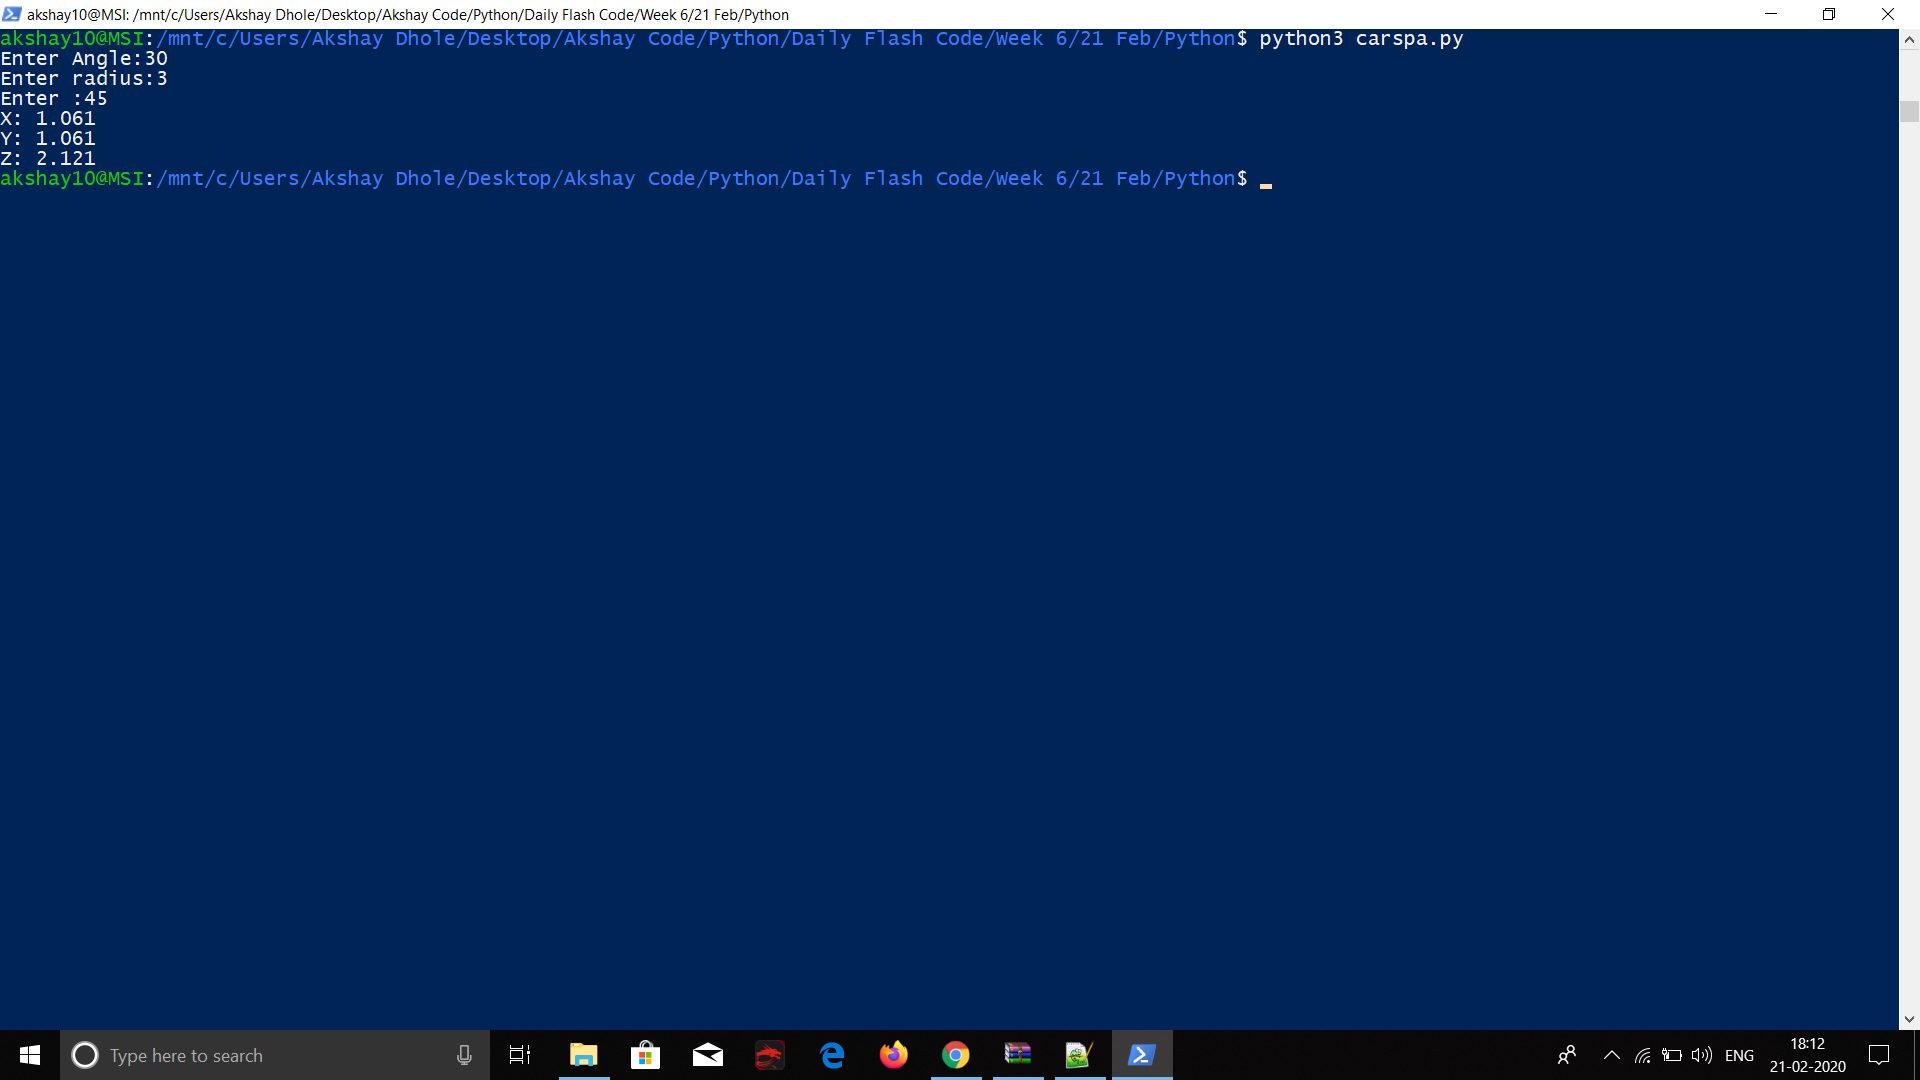 akshay10@MSI: /mnt/c/Users/Akshay Dhole/Desktop/Akshay Code/Python/Daily Flash Code/Week 6/21 Feb/Python
akshay10@MSI:/mnt/c/Users/Akshay Dhole/Desktop/Akshay Code/Python/Daily Flash Code/Week 6/21 Feb/Python$ python3 carspa.py
Enter Angle:30
Enter radius:3
Enter :45
X: 1.061
Y: 1.061
Z: 2.121
akshay10@MSI:/mnt/c/Users/Akshay Dhole/Desktop/Akshay Code/Python/Daily Flash Code/Week 6/21 Feb/Python$
Type here to search
ENG
18:12
21-02-2020